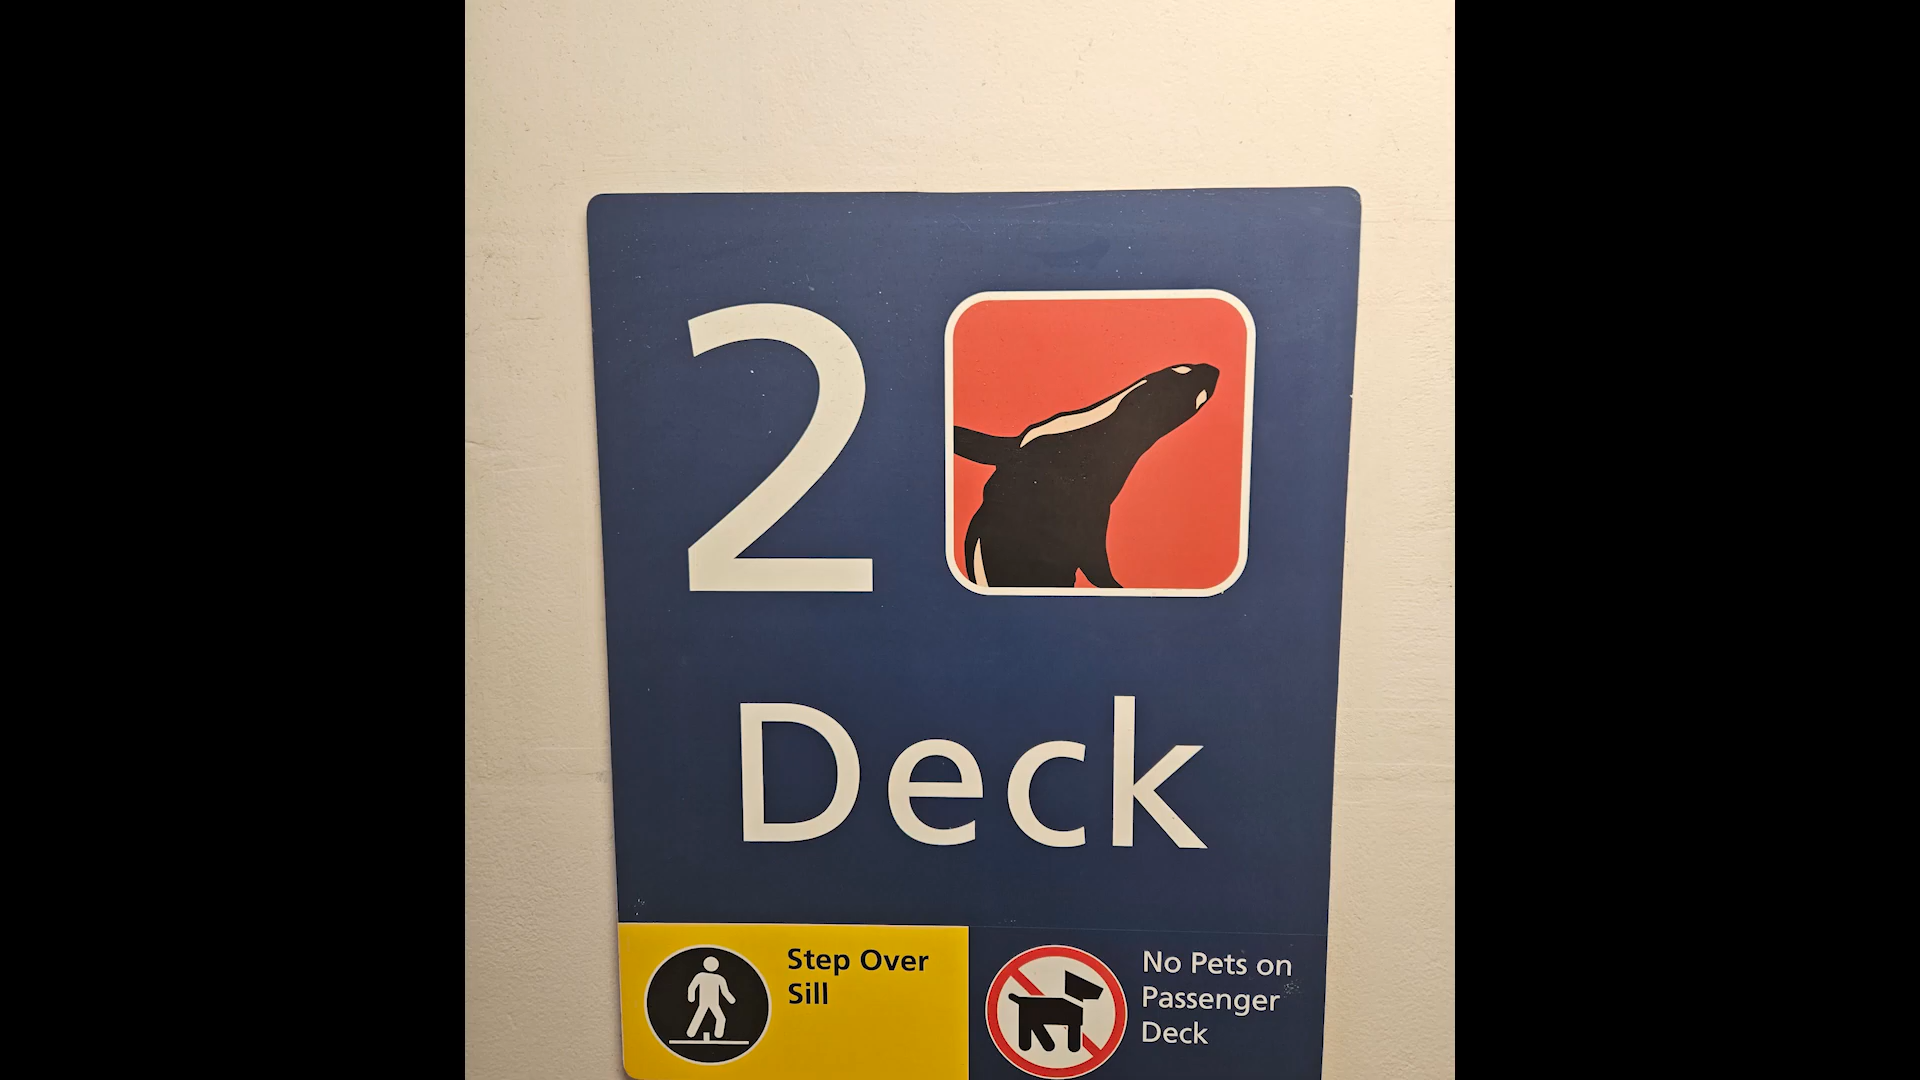 2
Deck
Step Over
Sill
No Pets on
Passenger
Deck